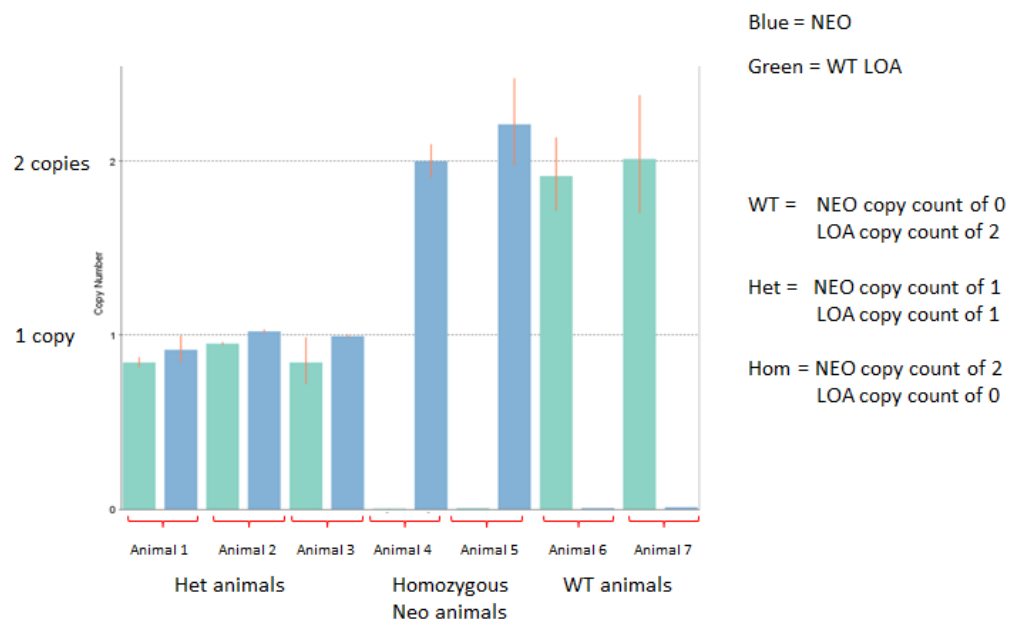 Blue = NEO
Green = WT LOA
2 copies
2
Copy Number
1 copy
1
0
WT = NEO copy count of 0
LOA copy count of 2
Het = NEO copy count of 1
LOA copy count of 1
Hom = NEO copy count of 2
LOA copy count of 0
Animal 1 Animal 2 Animal 3 Animal 4 Animal 5 Animal 6 Animal 7
Het animals Homozygous WT animals
Neo animals